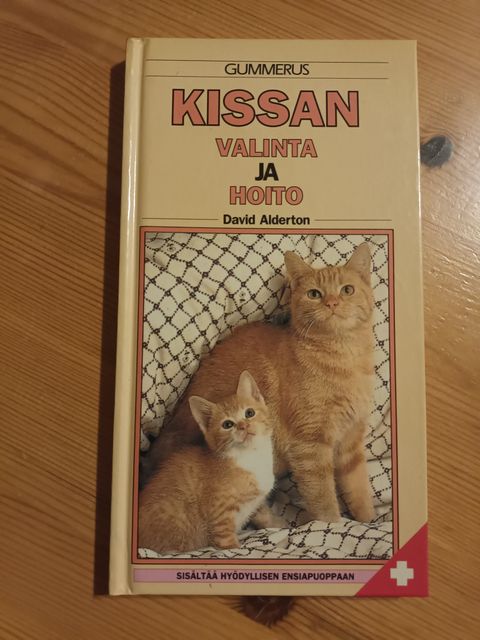 GUMMERUS
KISSAN
VALINTA
JA
HOITO
David Alderton
SISÄLTÄÄ HYÖDYLLISEN ENSIAPUOPPAAN